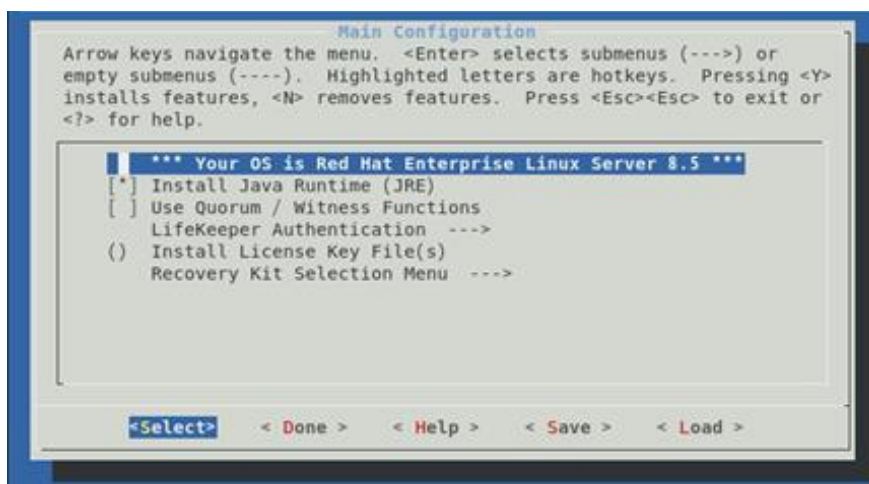 Main Configuration
Arrow keys navigate the menu. <Enter> selects submenus (--->) or
empty submenus (----). Highlighted letters are hotkeys. Pressing <Y>
installs features, <N> removes features. Press <Esc><Esc> to exit or
<?> for help.
*** Your OS is Red Hat Enterprise Linux Server 8.5 ***
[*] Install Java Runtime (JRE)
[ ] Use Quorum / Witness Functions
LifeKeeper Authentication --->
() Install License Key File(s)
Recovery Kit Selection Menu --->
<Select> < Done > < Help > < Save > < Load >